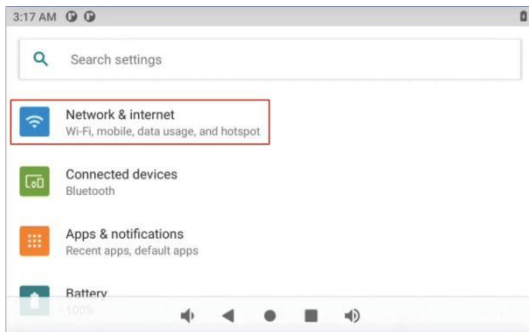 3:17 AM
Search settings
Network & internet
Wi-Fi, mobile, data usage, and hotspot
Connected devices
Bluetooth
Apps & notifications
Recent apps, default apps
Battery
100%